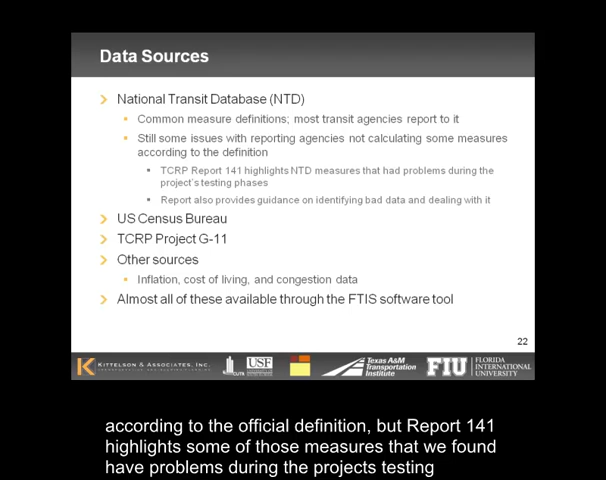 Data Sources
National Transit Database (NTD)
Common measure definitions; most transit agencies report to it
Still some issues with reporting agencies not calculating some measures
according to the definition
TCRP Report 141 highlights NTD measures that had problems during the
project's testing phases
Report also provides guidance on identifying bad data and dealing with it
US Census Bureau
TCRP Project G-11
Other sources
Inflation, cost of living, and congestion data
Almost all of these available through the FTIS software tool
22
KITTELSON & ASSOCIATES, INC.
CUTR
USF
Texas A&M
Transportation
Institute
FIU
FLORIDA
INTERNATIONAL
UNIVERSITY
according to the official definition, but Report 141
highlights some of those measures that we found
have problems during the projects testing